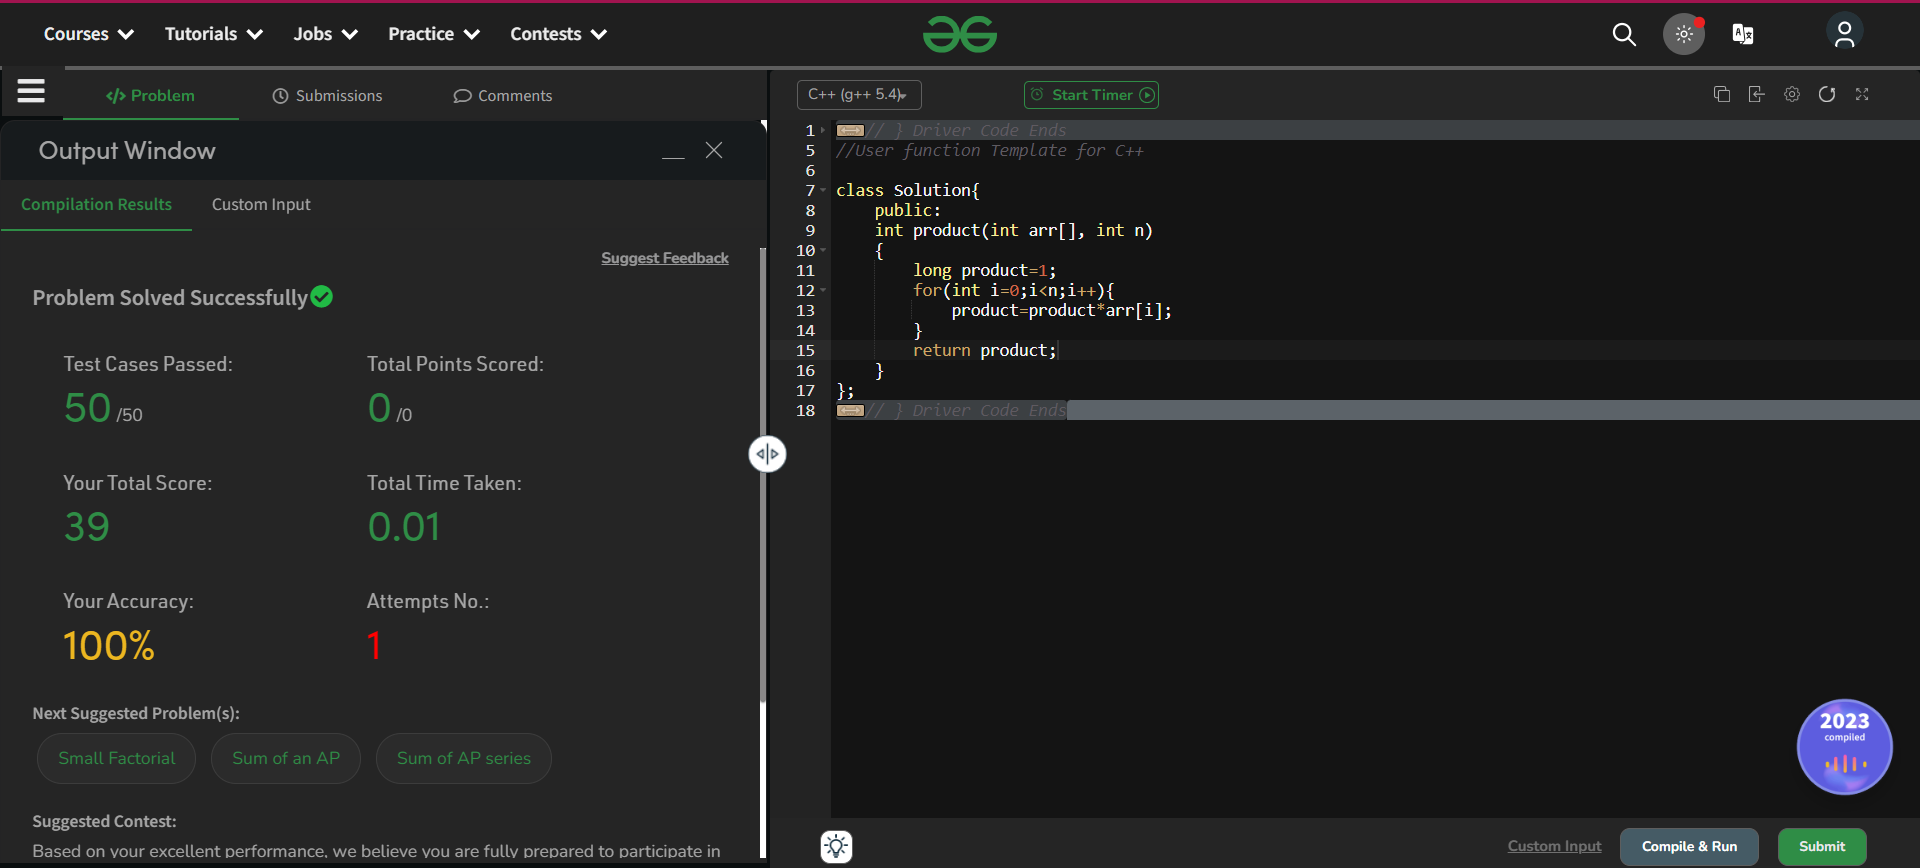 Courses Tutorials Jobs Practice Contests
</> Problem Submissions Comments
Output Window
Compilation Results Custom Input
Suggest Feedback
Problem Solved Successfully
Test Cases Passed: Total Points Scored:
50 /50 0 /0
Your Total Score: Total Time Taken:
39 0.01
Your Accuracy: Attempts No.:
100% 1
Next Suggested Problem(s):
Small Factorial Sum of an AP Sum of AP series
Suggested Contest:
Based on your excellent performance, we believe you are fully prepared to participate in
C++ (g++ 5.4) Start Timer
1 // } Driver Code Ends
5 //User function Template for C++
6
7 class Solution{
8 public:
9 int product(int arr[], int n)
10 {
11 long product=1;
12 for(int i=0;i<n;i++){
13 product=product*arr[i];
14 }
15 return product;
16 }
17 };
18 // } Driver Code Ends
2023
compiled
Custom Input Compile & Run Submit